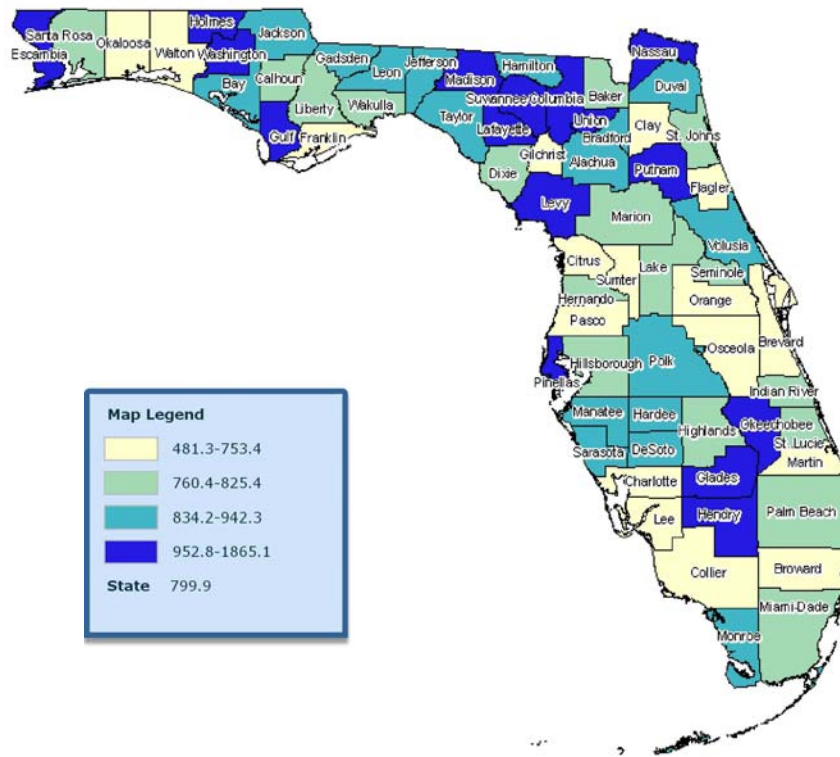 Santa Rosa
Escambia
Okaloosa
Walton
Holmes
Washington
Jackson
Bay
Calhoun
Gulf
Liberty
Franklin
Gadsden
Leon
Wakulla
Jefferson
Madison
Taylor
Hamilton
Suwannee
Columbia
Lafayette
Dixie
Gilchrist
Baker
Union
Bradford
Alachua
Levy
Nassau
Duval
Clay
St. Johns
Putnam
Flagler
Marion
Volusia
Citrus
Sumter
Lake
Seminole
Hernando
Orange
Pasco
Brevard
Osceola
Hillsborough
Polk
Pinellas
Indian River
Manatee
Hardee
Highlands
Okeechobee
St. Lucie
Sarasota
DeSoto
Martin
Charlotte
Glades
Lee
Hendry
Palm Beach
Collier
Broward
Miami-Dade
Monroe
Map Legend
481.3-753.4
760.4-825.4
834.2-942.3
952.8-1865.1
State 799.9
?